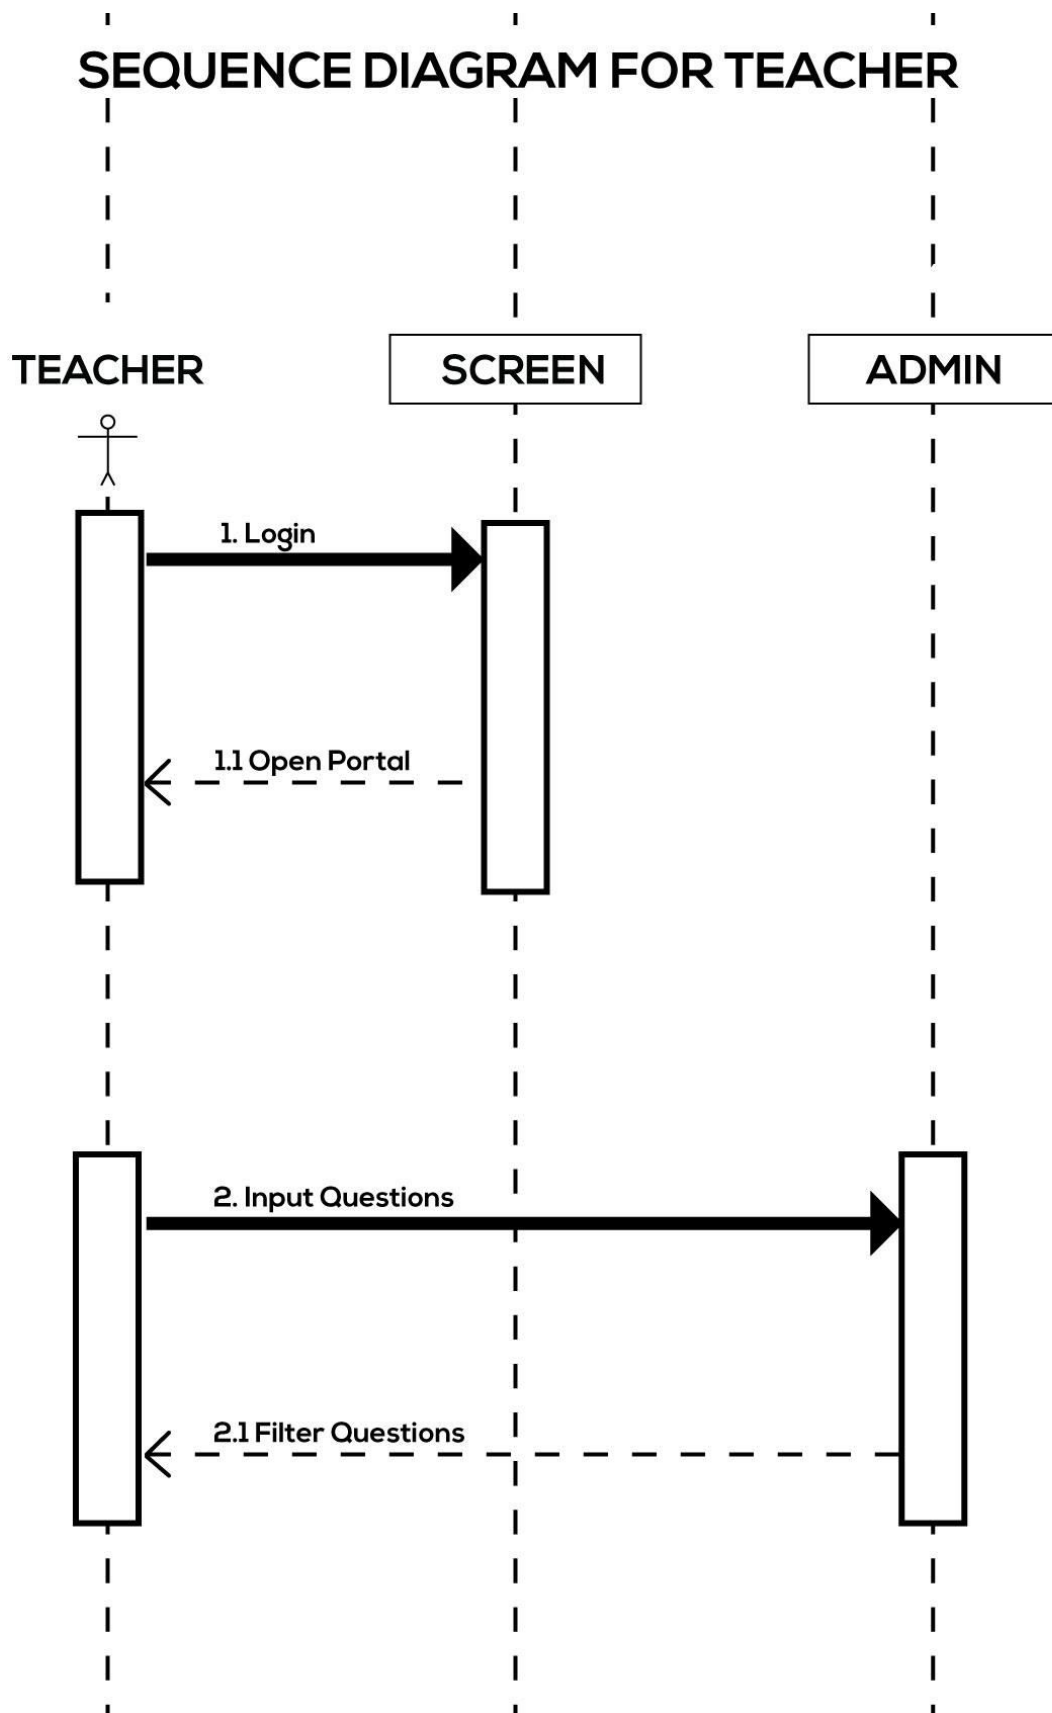 SEQUENCE DIAGRAM FOR TEACHER
TEACHER
SCREEN
ADMIN
1. Login
1.1 Open Portal
2. Input Questions
2.1 Filter Questions